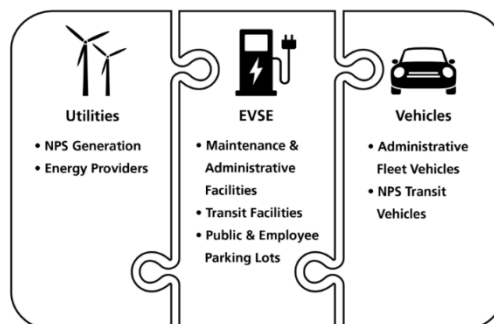 Utilities
• NPS Generation
• Energy Providers
EVSE
• Maintenance &
Administrative
Facilities
• Transit Facilities
• Public & Employee
Parking Lots
Vehicles
• Administrative
Fleet Vehicles
• NPS Transit
Vehicles